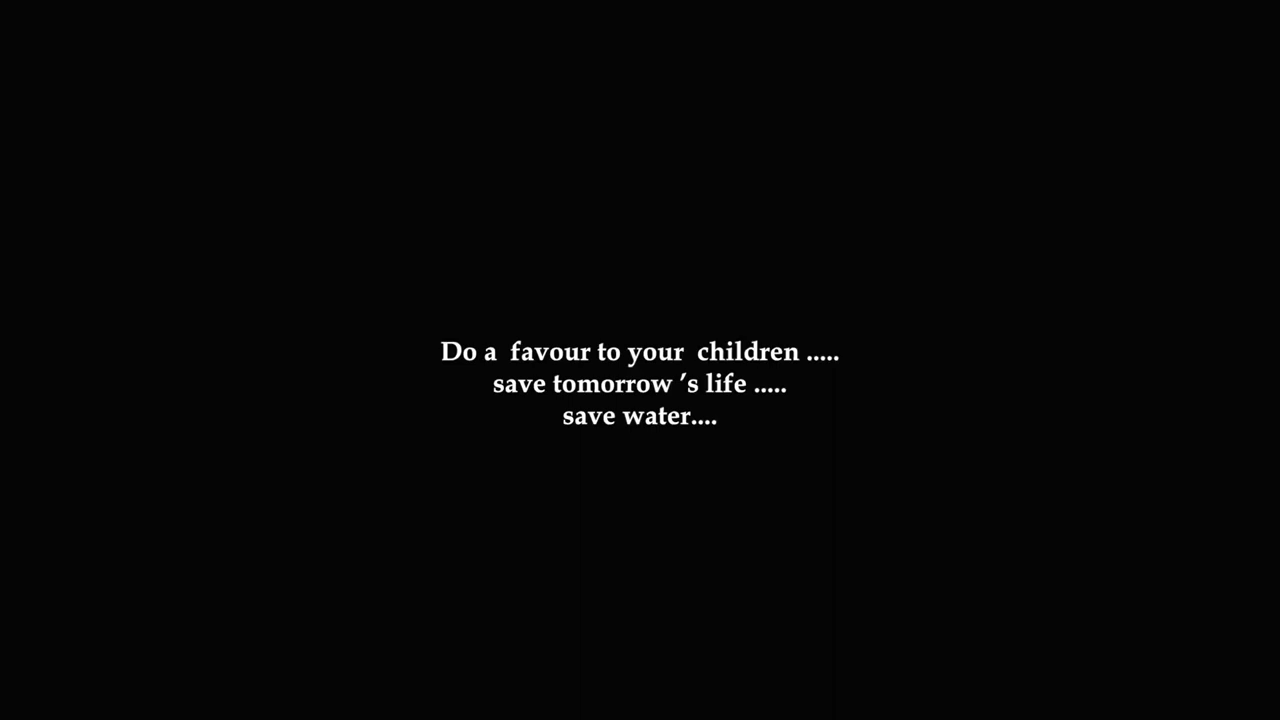 Do a  favour to your  children .....
save tomorrow ’s life .....
save water....